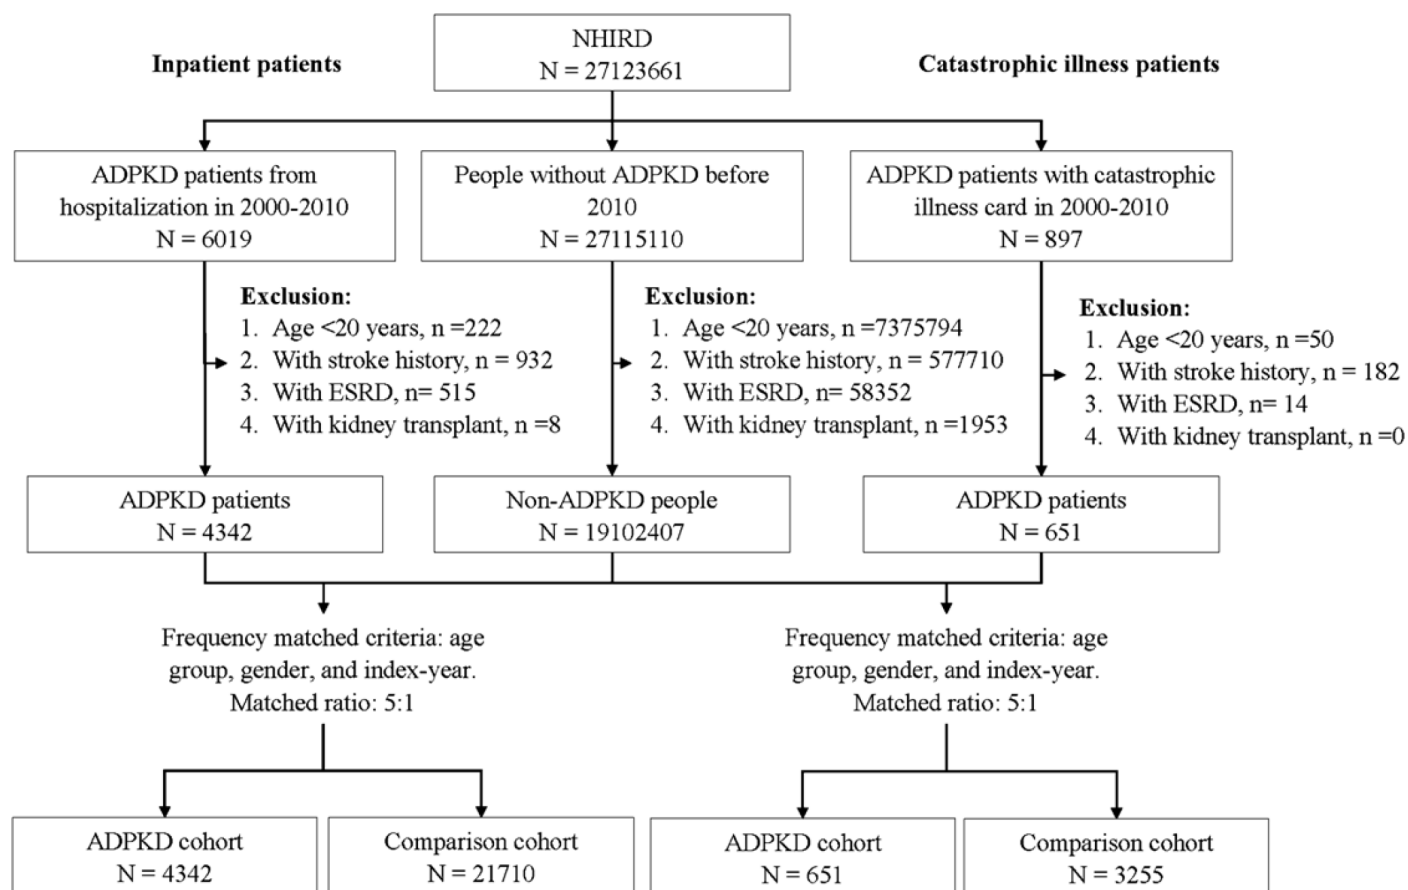 NHIRD
N = 27123661
Inpatient patients
Catastrophic illness patients
ADPKD patients from
hospitalization in 2000-2010
N = 6019
People without ADPKD before
2010
N = 27115110
ADPKD patients with catastrophic
illness card in 2000-2010
N = 897
Exclusion:
1. Age <20 years, n =222
2. With stroke history, n = 932
3. With ESRD, n= 515
4. With kidney transplant, n =8
Exclusion:
1. Age <20 years, n =7375794
2. With stroke history, n = 577710
3. With ESRD, n= 58352
4. With kidney transplant, n =1953
Exclusion:
1. Age <20 years, n =50
2. With stroke history, n = 182
3. With ESRD, n= 14
4. With kidney transplant, n =0
ADPKD patients
N = 4342
Non-ADPKD people
N = 19102407
ADPKD patients
N = 651
Frequency matched criteria: age
group, gender, and index-year.
Matched ratio: 5:1
Frequency matched criteria: age
group, gender, and index-year.
Matched ratio: 5:1
ADPKD cohort
N = 4342
Comparison cohort
N = 21710
ADPKD cohort
N = 651
Comparison cohort
N = 3255